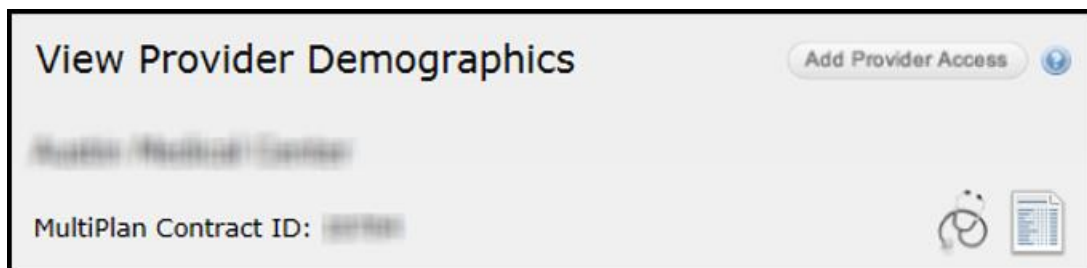 View Provider Demographics
Add Provider Access
MultiPlan Contract ID: